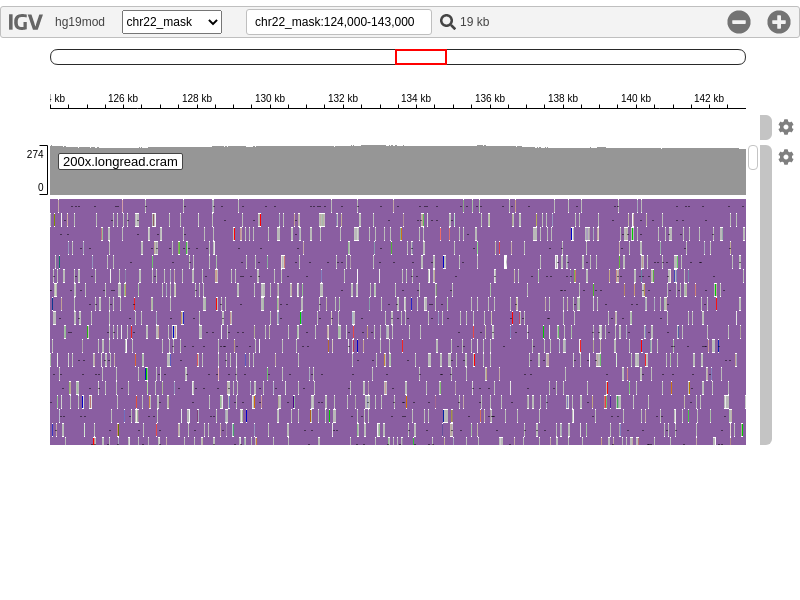 IGV hg19mod chr22_mask chr22_mask:124,000-143,000 19 kb
kb 126 kb 128 kb 130 kb 132 kb 134 kb 136 kb 138 kb 140 kb 142 kb
274
200x.longread.cram
0